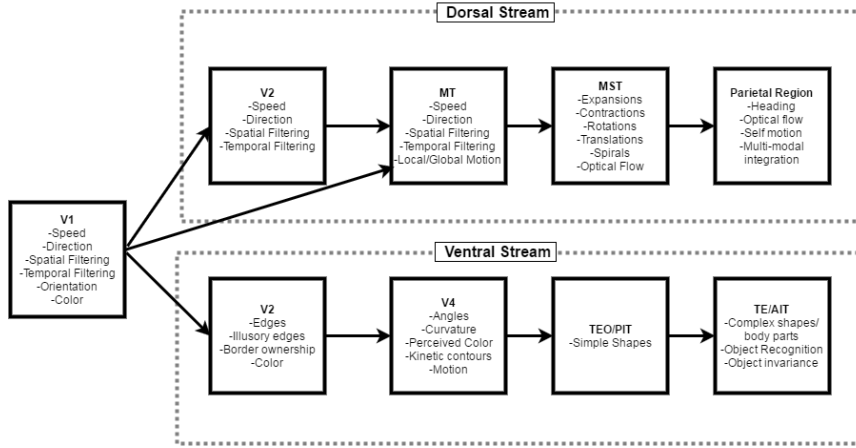 Dorsal Stream
V2
-Speed
-Direction
-Spatial Filtering
-Temporal Filtering
MT
-Speed
-Direction
-Spatial Filtering
-Temporal Filtering
-Local/Global Motion
MST
-Expansions
-Contractions
-Rotations
-Translations
-Spirals
-Optical Flow
Parietal Region
-Heading
-Optical flow
-Self motion
-Multi-modal
integration
V1
-Speed
-Direction
-Spatial Filtering
-Temporal Filtering
-Orientation
-Color
Ventral Stream
V2
-Edges
-Illusory edges
-Border ownership
-Color
V4
-Angles
-Curvature
-Perceived Color
-Kinetic contours
-Motion
TEO/PIT
-Simple Shapes
TE/AIT
-Complex shapes/
body parts
-Object Recognition
-Object invariance